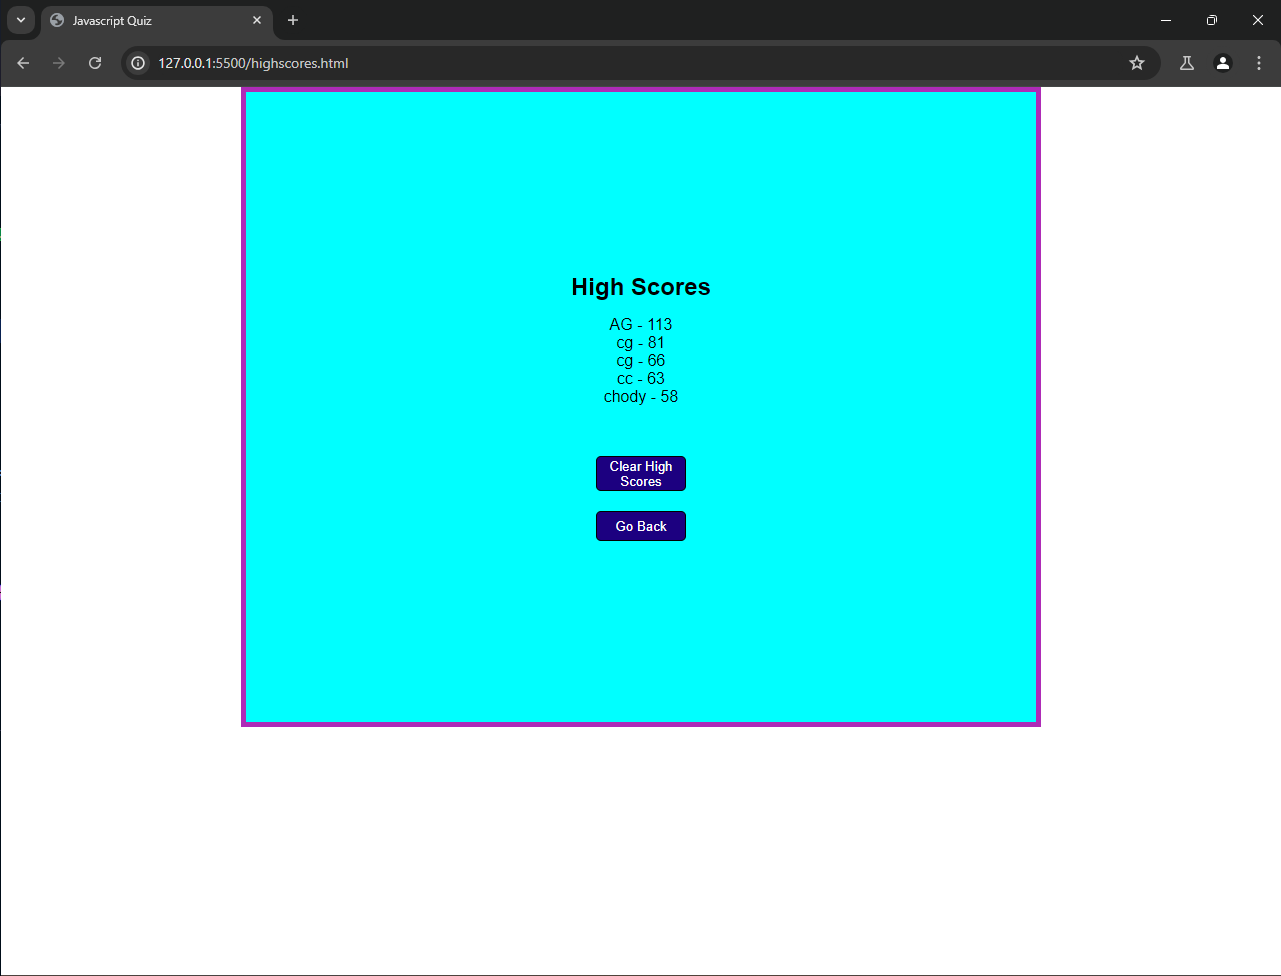 Javascript Quiz
127.0.0.1:5500/highscores.html
High Scores
AG - 113
cg - 81
cg - 66
cc - 63
chody - 58
Clear High
Scores
Go Back